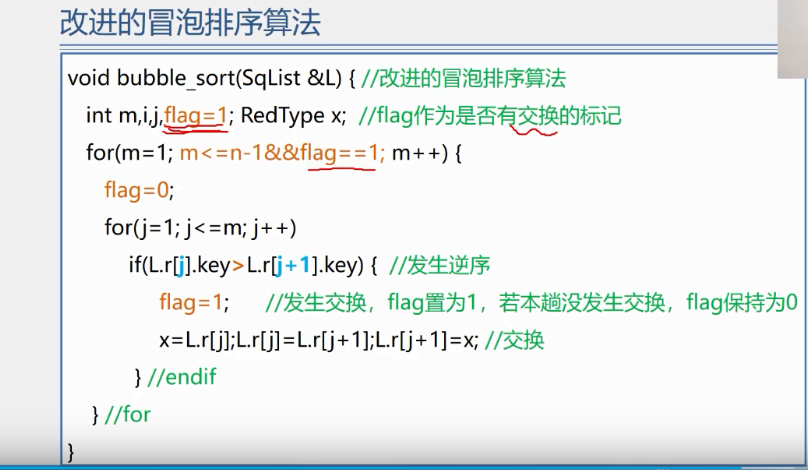 改进的冒泡排序算法
void bubble_sort(SqList &L) { //改进的冒泡排序算法
int m,i,j,flag=1; RedType x; //flag作为是否有交换的标记
for(m=1; m<=n-1&&flag==1; m++) {
flag=0;
for(j=1; j<=m; j++)
if(L.r[j].key>L.r[j+1].key) { //发生逆序
flag=1; //发生交换，flag置为1，若本趟没发生交换，flag保持为0
x=L.r[j];L.r[j]=L.r[j+1];L.r[j+1]=x; //交换
} //endif
} //for
}